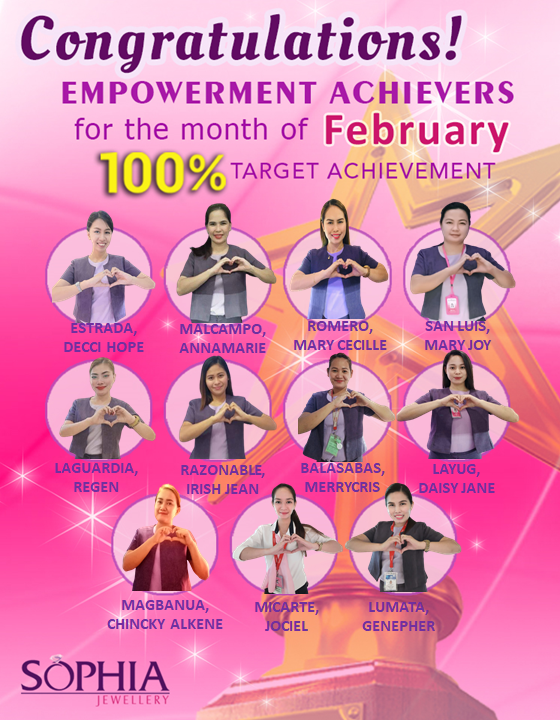 Congratulations!
EMPOWERMENT ACHIEVERS
for the month of February
100% TARGET ACHIEVEMENT
ESTRADA,
DECCI HOPE
MALCAMPO,
ANNAMARIE
ROMERO,
MARY CECILLE
SAN LUIS,
MARY JOY
LAGUARDIA,
REGEN
RAZONABLE,
IRISH JEAN
BALASABAS,
MERRYCRIS
LAYUG,
DAISY JANE
MAGBANUA,
CHINCKY ALKENE
MICARTE,
JOCIEL
LUMATA,
GENEPHER
SOPHIA
JEWELLERY